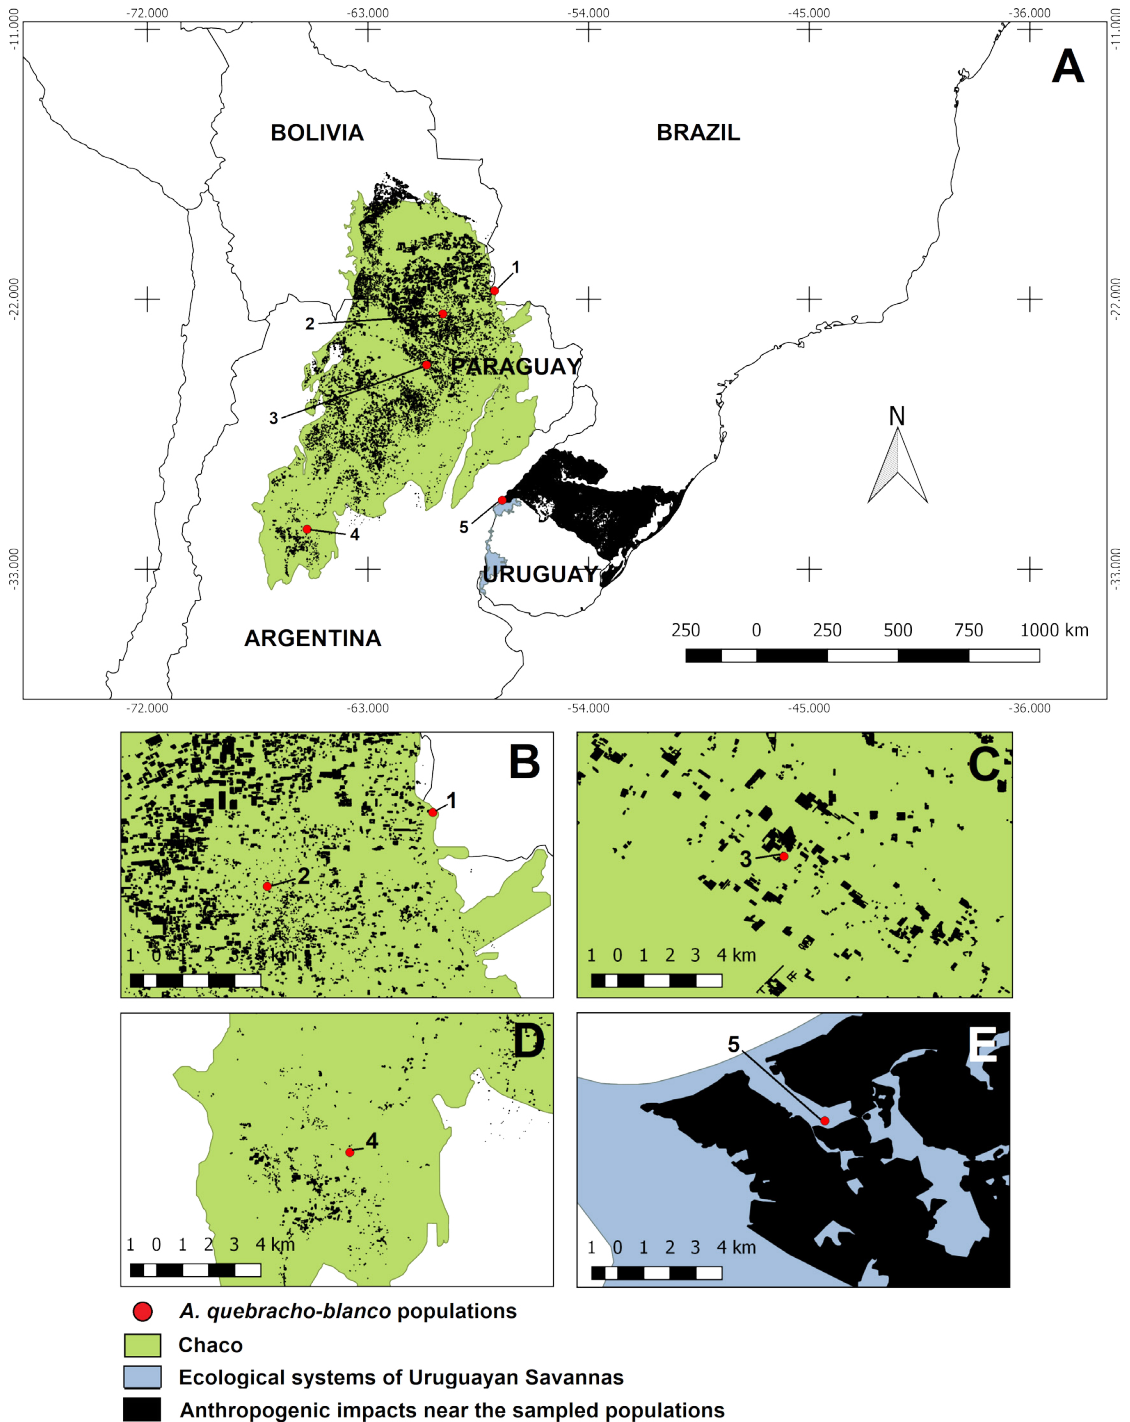 -72.000 -63.000 -54.000 -45.000 -36.000
-11.000 -11.000
A
BOLIVIA BRAZIL
1
-22.000 -22.000
2
PARAGUAY
3
N
5
4
-33.000 URUGUAY -33.000
ARGENTINA
250 0 250 500 750 1000 km
-72.000 -63.000 -54.000 -45.000 -36.000
B
1
2
1 0 1 2 3 4 km
C
3
1 0 1 2 3 4 km
D
4
1 0 1 2 3 4 km
E
5
1 0 1 2 3 4 km
A. quebracho-blanco populations
Chaco
Ecological systems of Uruguayan Savannas
Anthropogenic impacts near the sampled populations